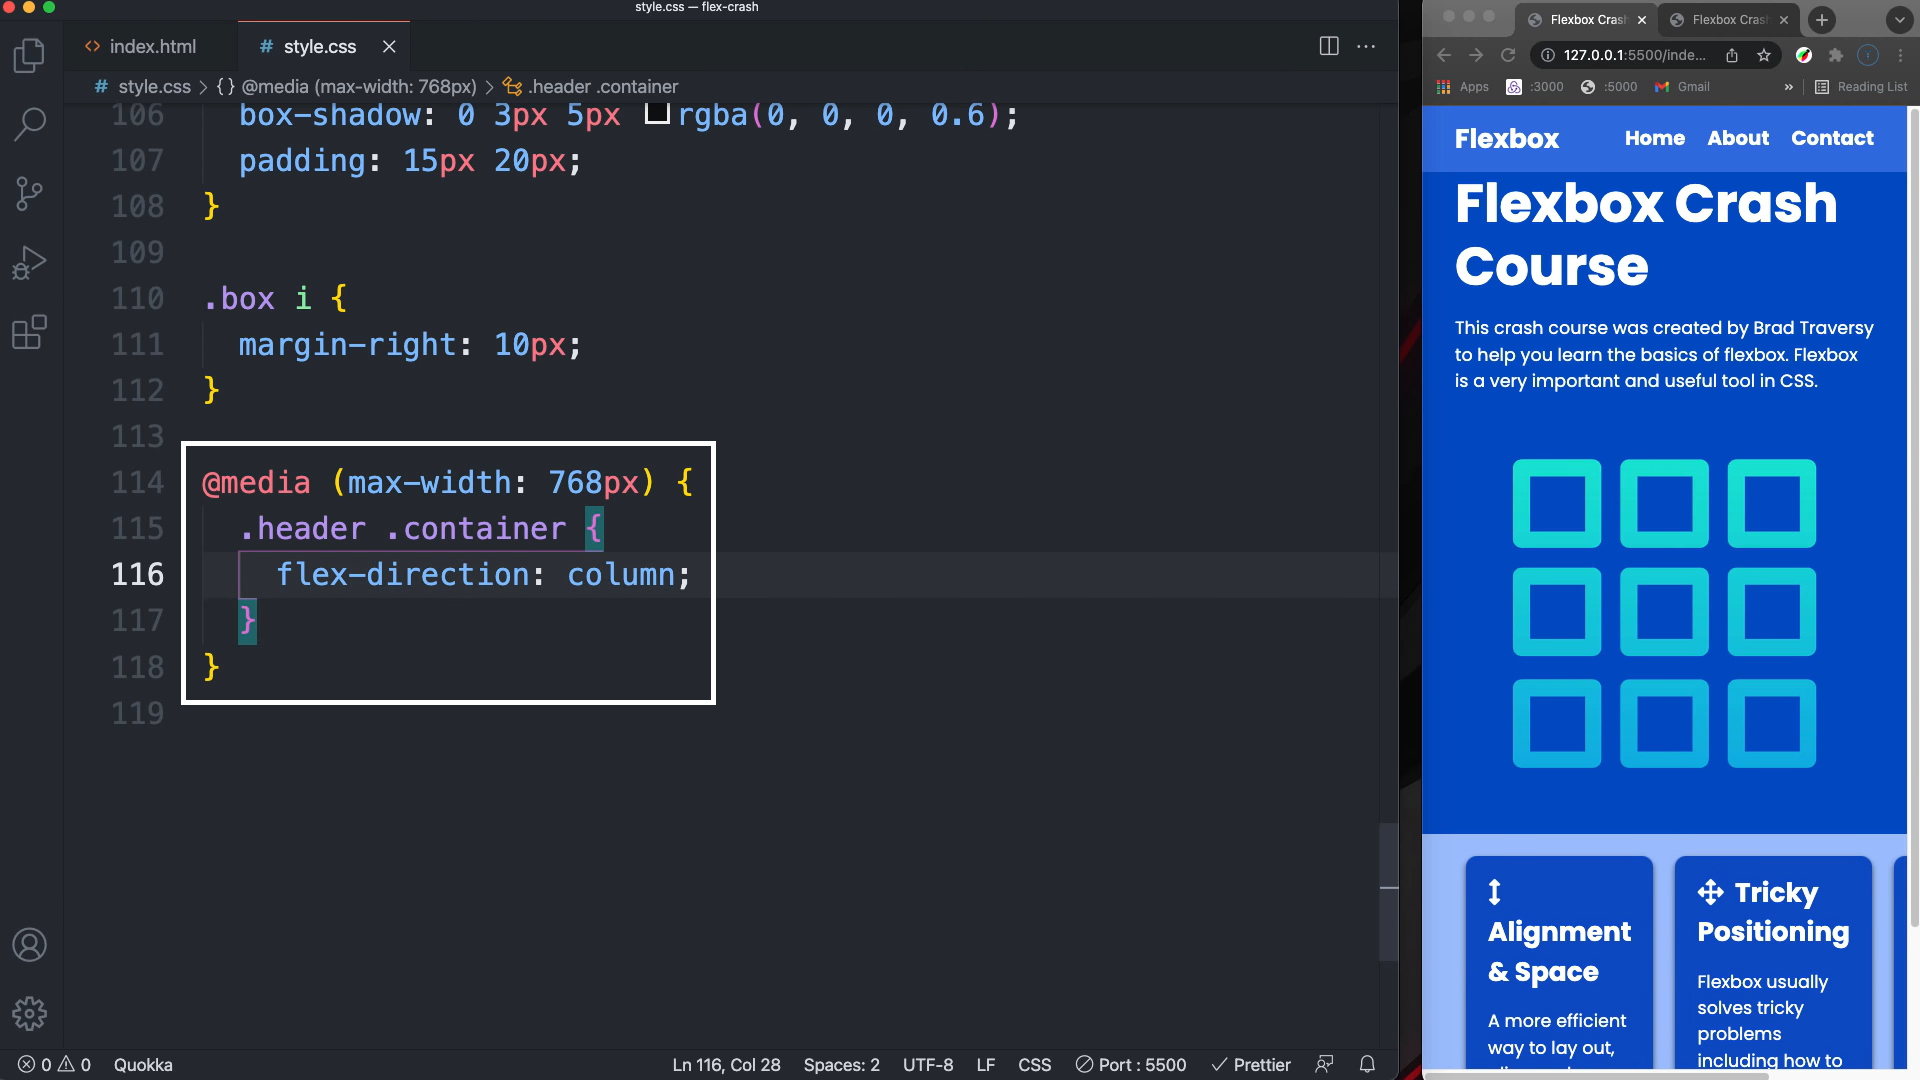 style.css — flex-crash
index.html
style.css
style.css > {} @media (max-width: 768px) > .header .container
106 box-shadow: 0 3px 5px rgba(0, 0, 0, 0.6);
107 padding: 15px 20px;
108 }
109
110 .box i {
111 margin-right: 10px;
112 }
113
114 @media (max-width: 768px) {
115 .header .container {
116 flex-direction: column;
117 }
118 }
119
0 0 Quokka Ln 116, Col 28 Spaces: 2 UTF-8 LF CSS Port : 5500 Prettier
Flexbox Crash Flexbox Crash
127.0.0.1:5500/inde...
Apps :3000 :5000 Gmail » Reading List
Flexbox Home About Contact
Flexbox Crash
Course
This crash course was created by Brad Traversy
to help you learn the basics of flexbox. Flexbox
is a very important and useful tool in CSS.
Alignment
& Space
A more efficient
way to lay out,
Tricky
Positioning
Flexbox usually
solves tricky
problems
including how to